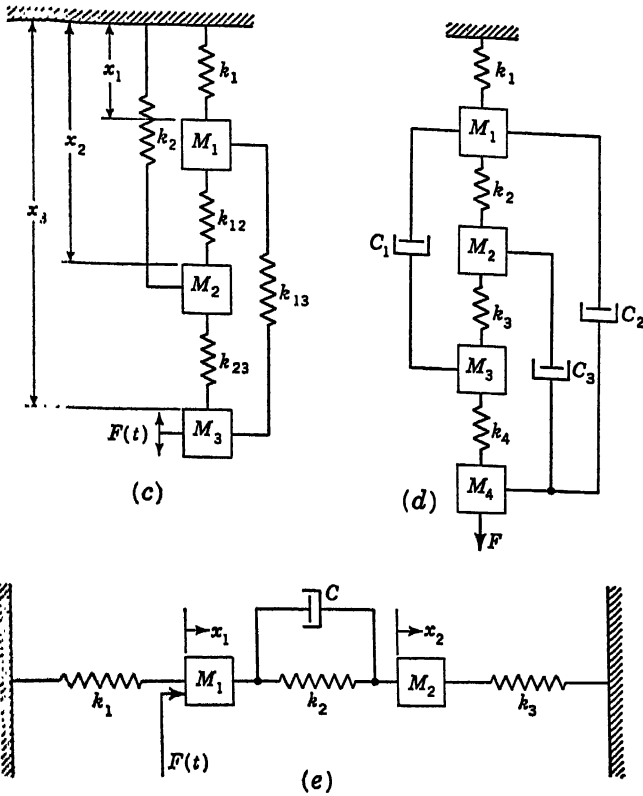 x₁
k₁
x₂
k₂
M₁
x₃
k₁₂
M₂
k₁₃
k₂₃
F(t)
M₃
(c)
k₁
M₁
k₂
C₁
M₂
k₃
C₂
M₃
C₃
k₄
M₄
(d)
F
C
x₁
x₂
M₁
M₂
k₁
k₂
k₃
F(t)
(e)